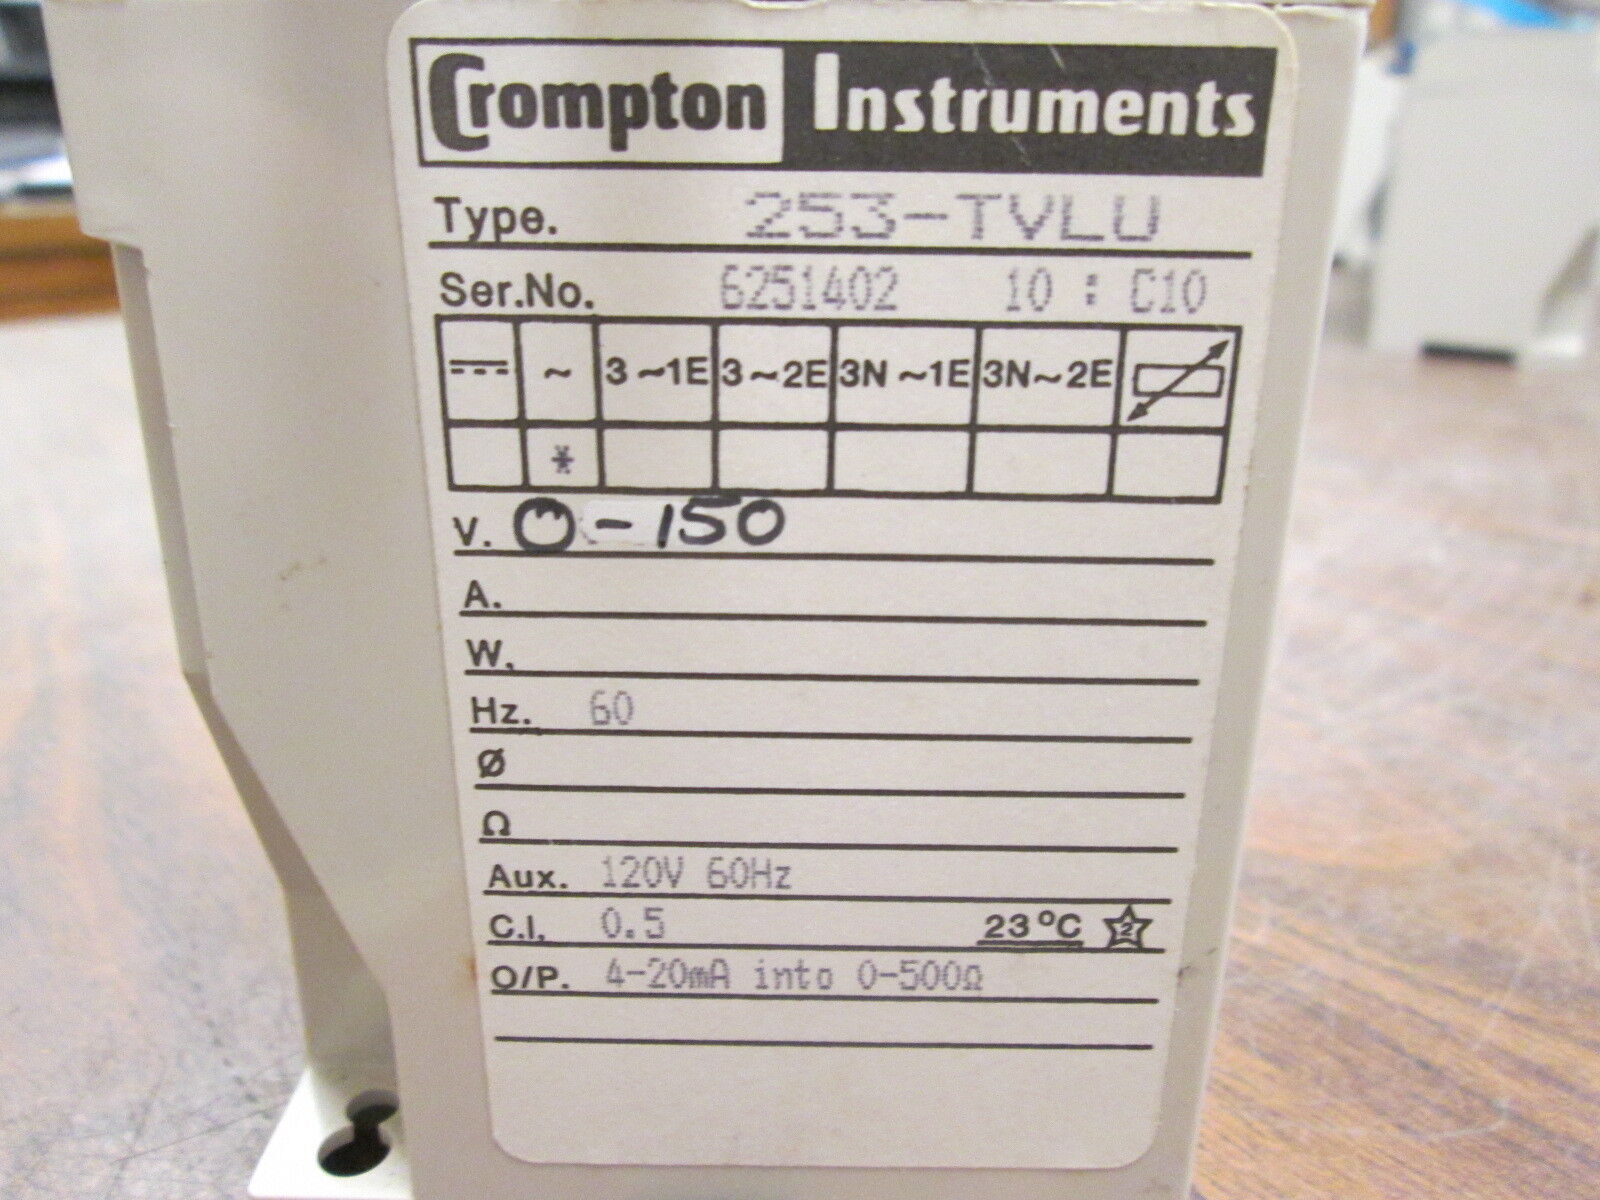 Crompton Instruments
Type. 253-TVLU
Ser.No. 6251402 10 : C10
~ 3~1E 3~2E 3N~1E 3N~2E
*
V. 0-150
A.
W.
Hz. 60
Ø
Ω
Aux. 120V 60Hz
C.I. 0.5 23°C 2
O/P. 4-20mA into 0-500Ω